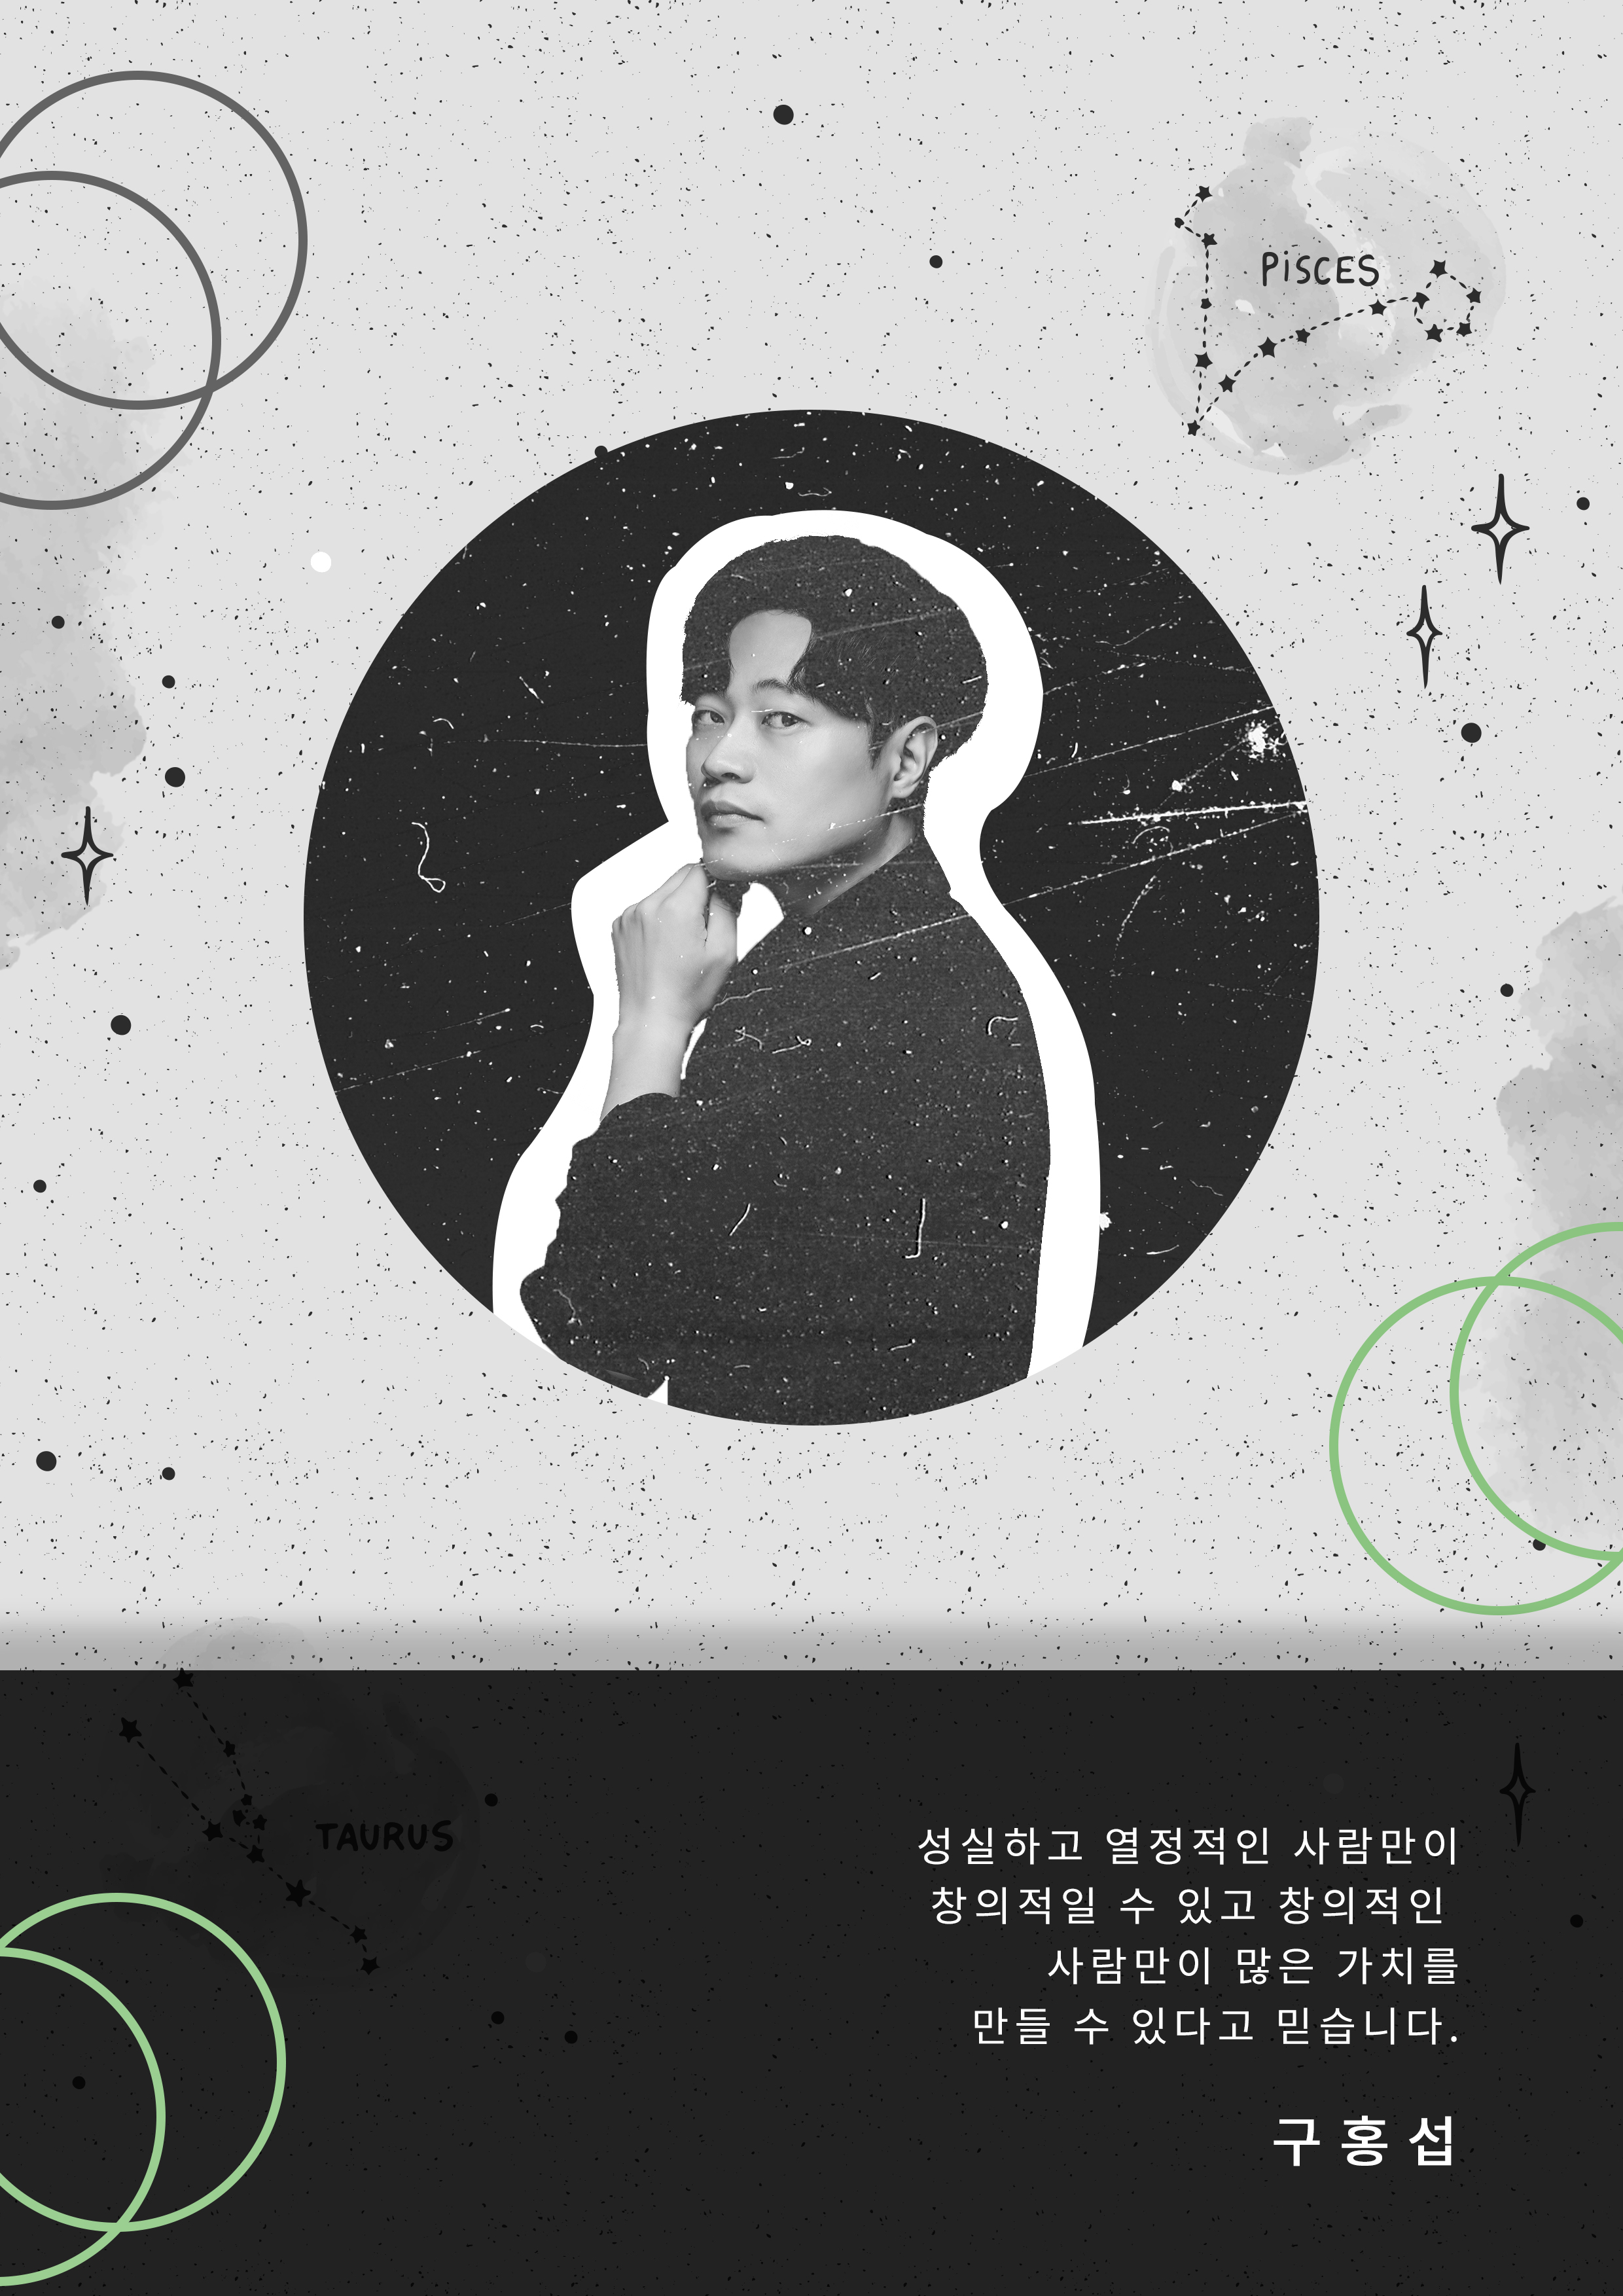 PiSCES
TAURUS
성실하고 열정적인 사람만이
창의적일 수 있고 창의적인
사람만이 많은 가치를
만들 수 있다고 믿습니다.
구홍섭